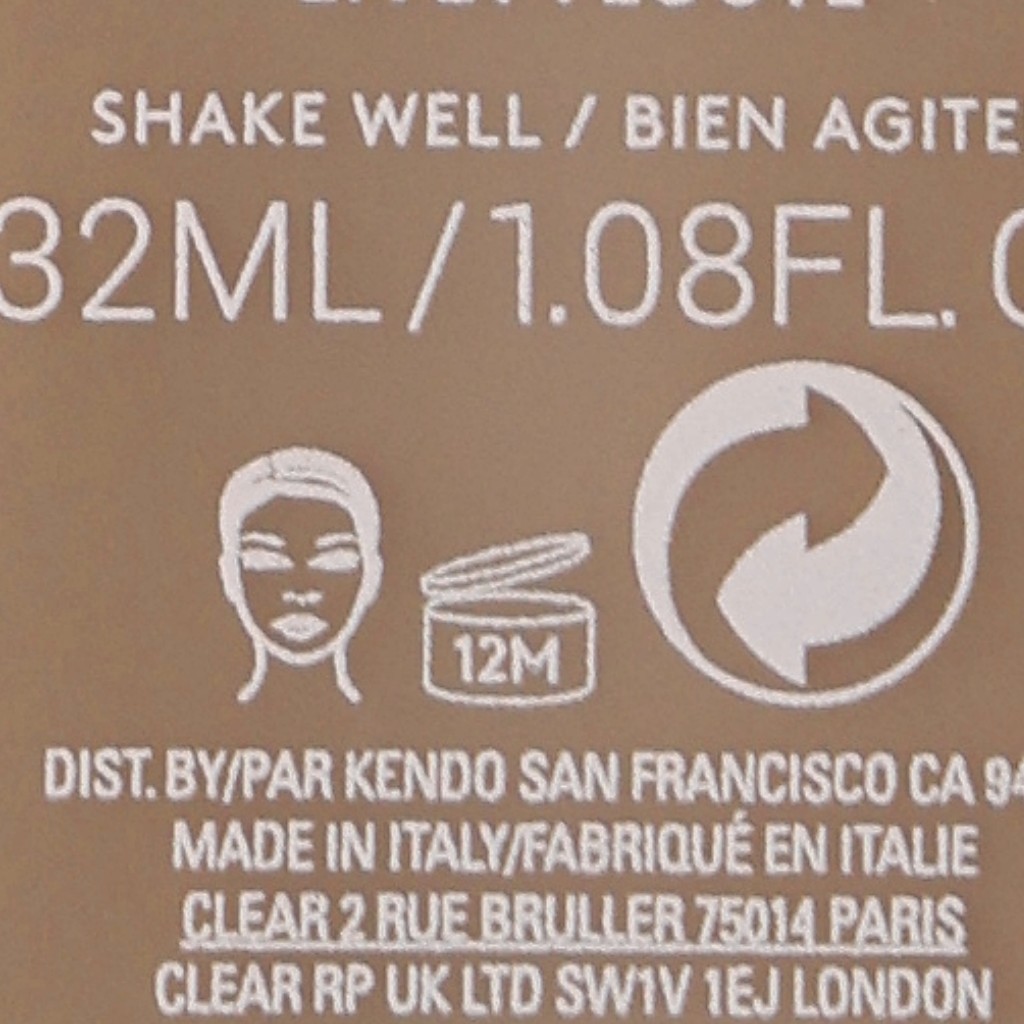 SHAKE WELL / BIEN AGITE
32ML / 1.08FL.
12M
DIST. BY/PAR KENDO SAN FRANCISCO CA 94
MADE IN ITALY/FABRIQUÉ EN ITALIE
CLEAR 2 RUE BRULLER 75014 PARIS
CLEAR RP UK LTD SW1V 1EJ LONDON